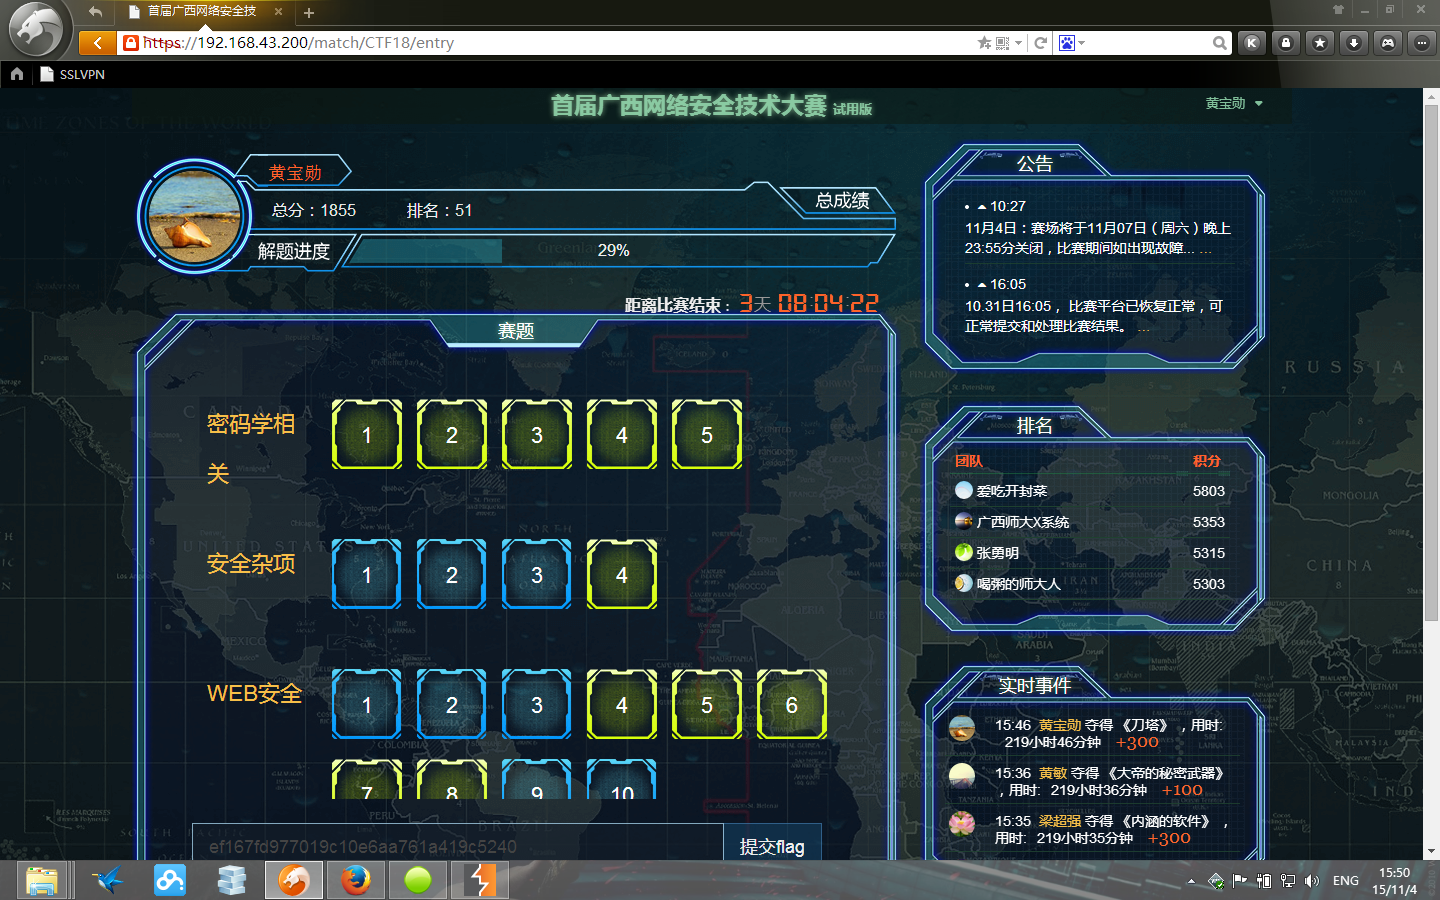 首届广西网络安全技
https://192.168.43.200/match/CTF18/entry
SSLVPN
首届广西网络安全技术大赛 试用版
黄宝勋
黄宝勋
总分：1855
排名：51
总成绩
解题进度
29%
距离比赛结束： 3天 08:04:22
赛题
密码学相
关
1 2 3 4 5
安全杂项
1 2 3 4
WEB安全
1 2 3 4 5 6
7 8 9 10
ef167fd977019c10e6aa761a419c5240
提交flag
公告
10:27
11月4日：赛场将于11月07日（周六）晚上
23:55分关闭，比赛期间如出现故障... ...
16:05
10.31日16:05， 比赛平台已恢复正常，可
正常提交和处理比赛结果。 ...
排名
团队 积分
爱吃开封菜 5803
广西师大X系统 5353
张勇明 5315
喝粥的师大人 5303
实时事件
15:46 黄宝勋 夺得 《刀塔》 ，用时:
219小时46分钟 +300
15:36 黄敏 夺得 《大帝的秘密武器》
，用时: 219小时36分钟 +100
15:35 梁超强 夺得 《内涵的软件》 ，
用时: 219小时35分钟 +300
RUSSIA
MONGOLIA
CHINA
ENG
15:50
15/11/4